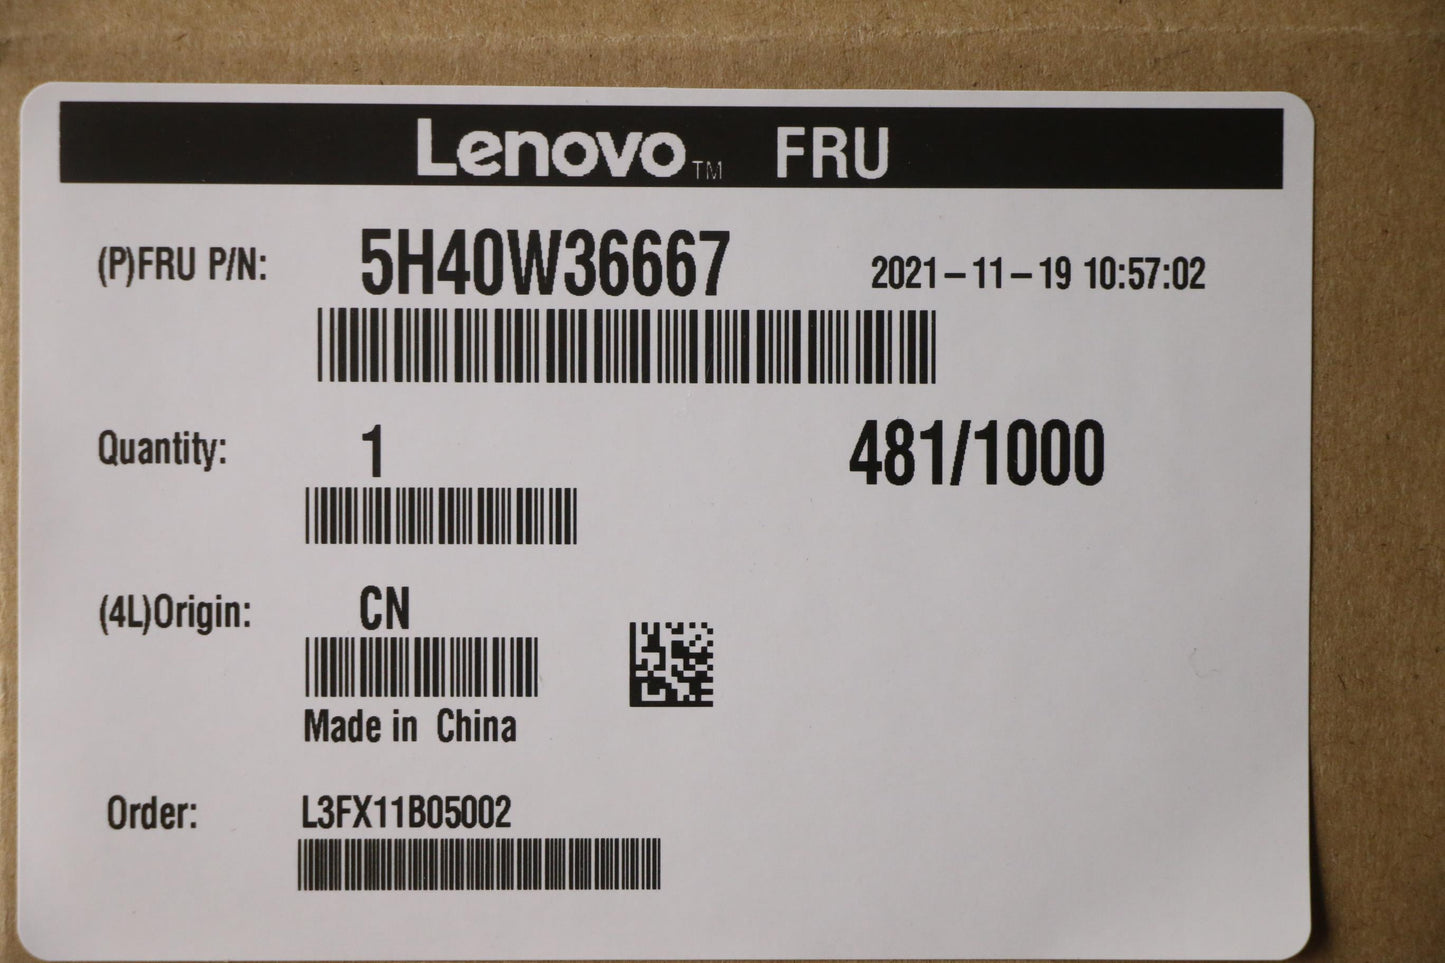 Lenovo™ FRU
(P)FRU P/N: 5H40W36667 2021-11-19 10:57:02
Quantity: 1 481/1000
(4L)Origin: CN
Made in China
Order: L3FX11B05002